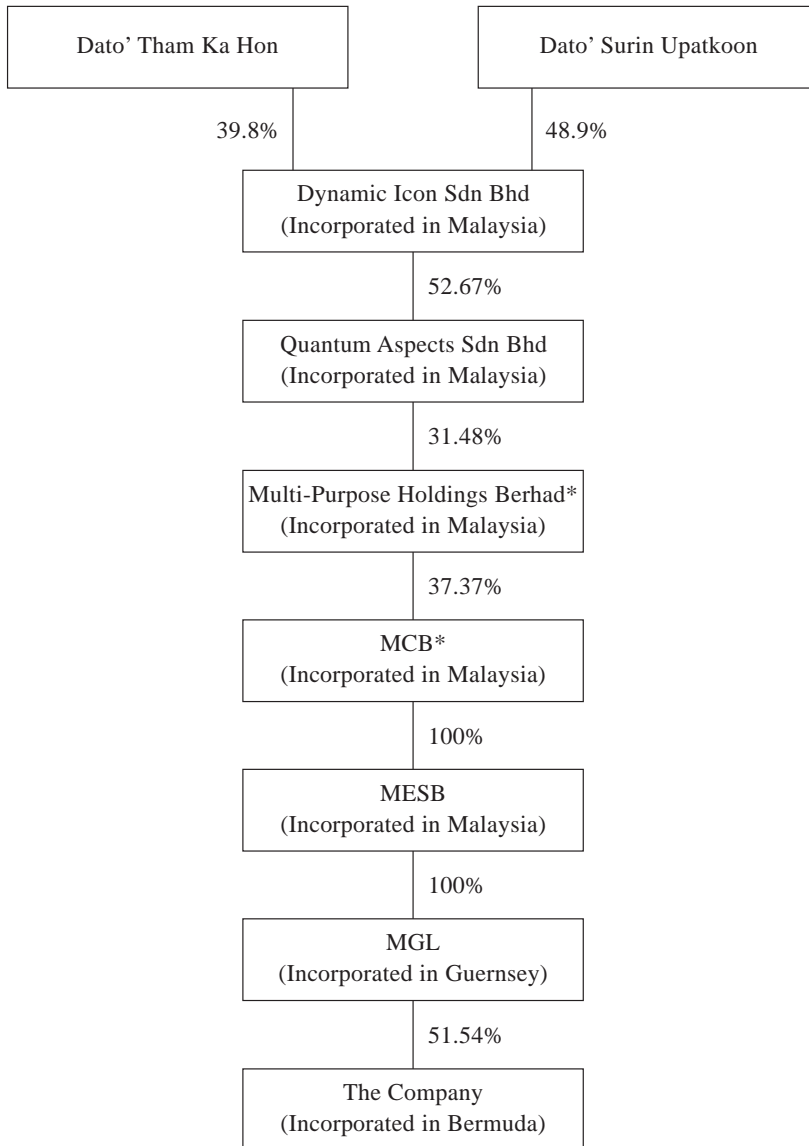 Dato’ Tham Ka Hon
Dato’ Surin Upatkoon
39.8%
48.9%
Dynamic Icon Sdn Bhd
(Incorporated in Malaysia)
52.67%
Quantum Aspects Sdn Bhd
(Incorporated in Malaysia)
31.48%
Multi-Purpose Holdings Berhad*
(Incorporated in Malaysia)
37.37%
MCB*
(Incorporated in Malaysia)
100%
MESB
(Incorporated in Malaysia)
100%
MGL
(Incorporated in Guernsey)
51.54%
The Company
(Incorporated in Bermuda)